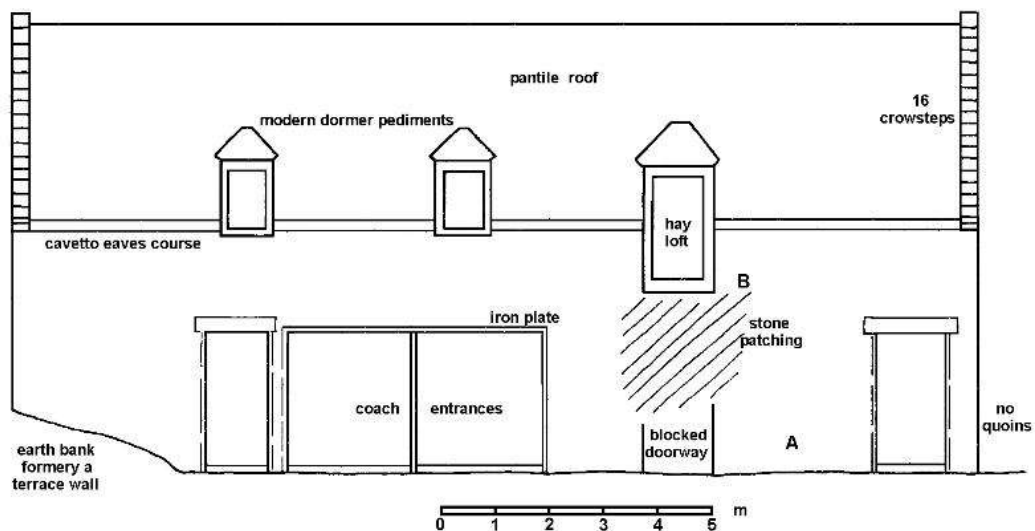 pantile roof
16
crowsteps
modern dormer pediments
hay
loft
cavetto eaves course
B
iron plate
stone
patching
coach entrances
no
quoins
blocked
doorway
A
earth bank
formery a
terrace wall
m
0 1 2 3 4 5